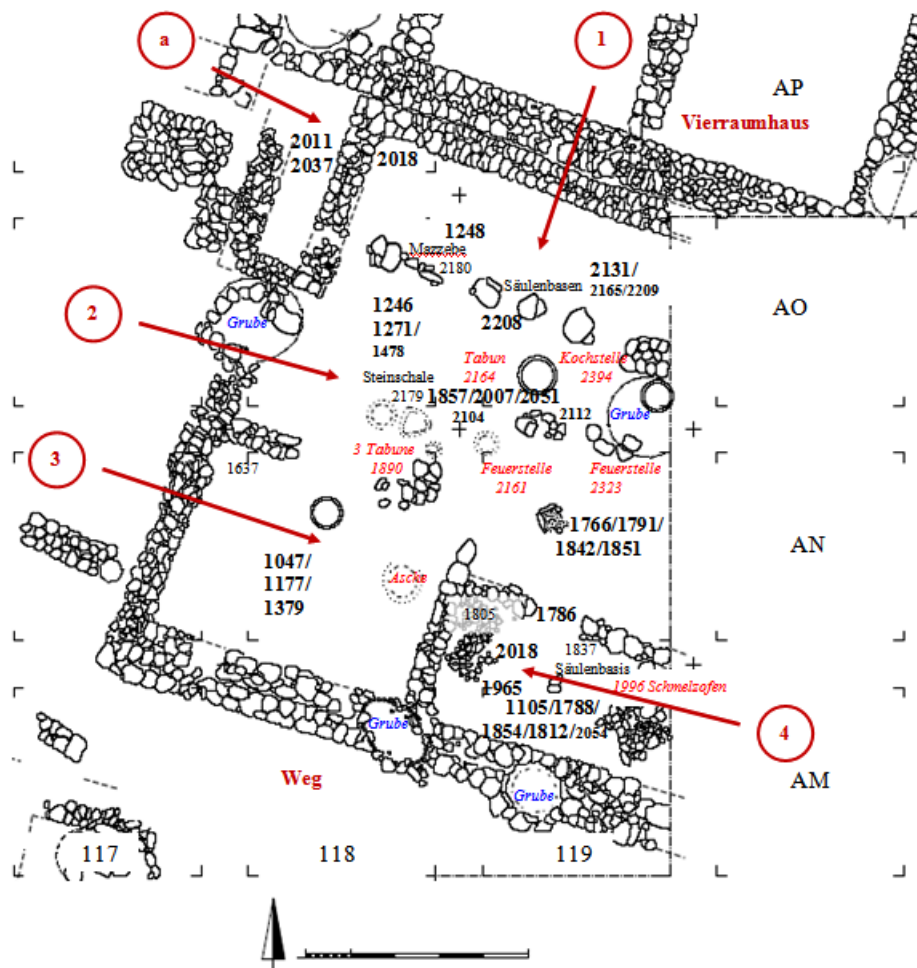 a
1
AP
Vierraumhaus
2011
2037
2018
1248
Mazzebe
2180
Säulenbasen
2131/
2165/2209
2
Grube
1246
1271/
1478
2208
AO
Tabun
2164
Kochstelle
2394
Steinschale
2179
1857/2007/2051
2104
2112
Grube
3
1637
3 Tabune
1890
Feuerstelle
2161
Feuerstelle
2323
1766/1791/
1842/1851
AN
1047/
1177/
1379
Asche
1805
1786
2018
1837
Säulenbasis
1965
1996 Schmelzofen
1105/1788/
1854/1812/2054
4
Grube
Weg
Grube
AM
117
118
119